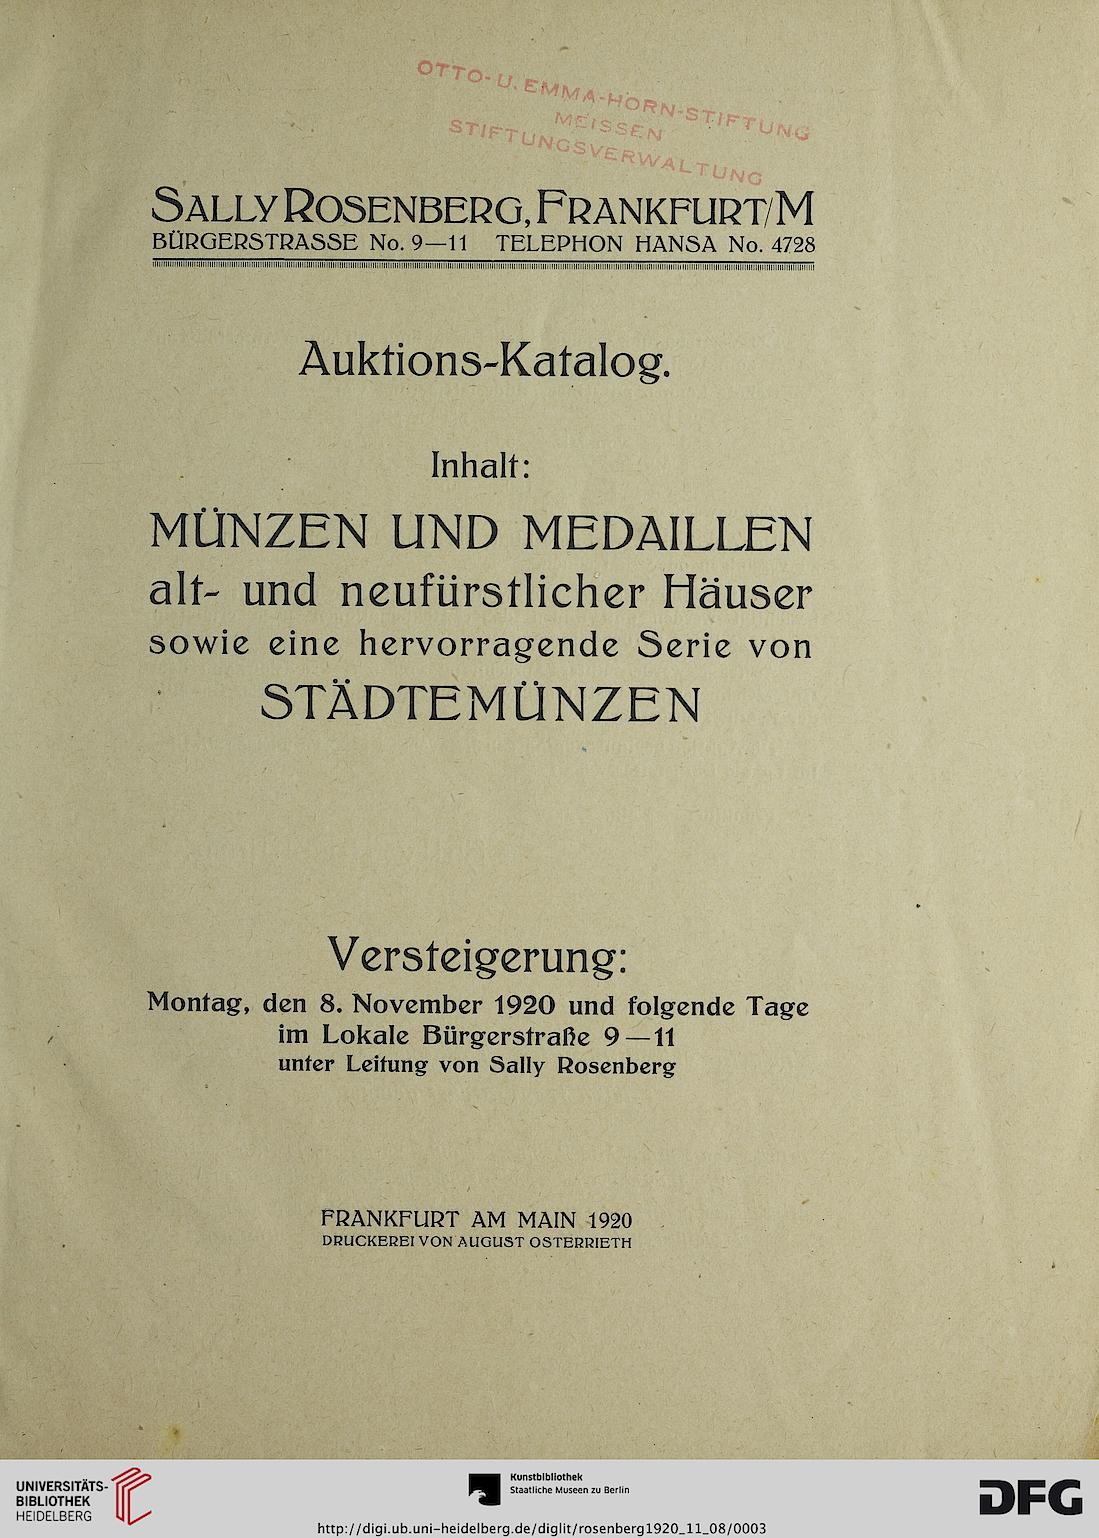 OTTO- U. EMMA-HORN-STIFTUNG
MEISSEN
STIFTUNGSVERWALTUNG
SALLY ROSENBERG, FRANKFURT/M
BÜRGERSTRASSE No. 9—11 TELEPHON HANSA No. 4728
Auktions-Katalog.
Inhalt:
MÜNZEN UND MEDAILLEN
alt- und neufürstlicher Häuser
sowie eine hervorragende Serie von
STÄDTEMÜNZEN
Versteigerung:
Montag, den 8. November 1920 und folgende Tage
im Lokale Bürgerstraße 9—11
unter Leitung von Sally Rosenberg
FRANKFURT AM MAIN 1920
DRUCKEREI VON AUGUST OSTERRIETH
UNIVERSITÄTS-
BIBLIOTHEK
HEIDELBERG
Kunstbibliothek
Staatliche Museen zu Berlin
DFG
http://digi.ub.uni-heidelberg.de/diglit/rosenberg1920_11_08/0003